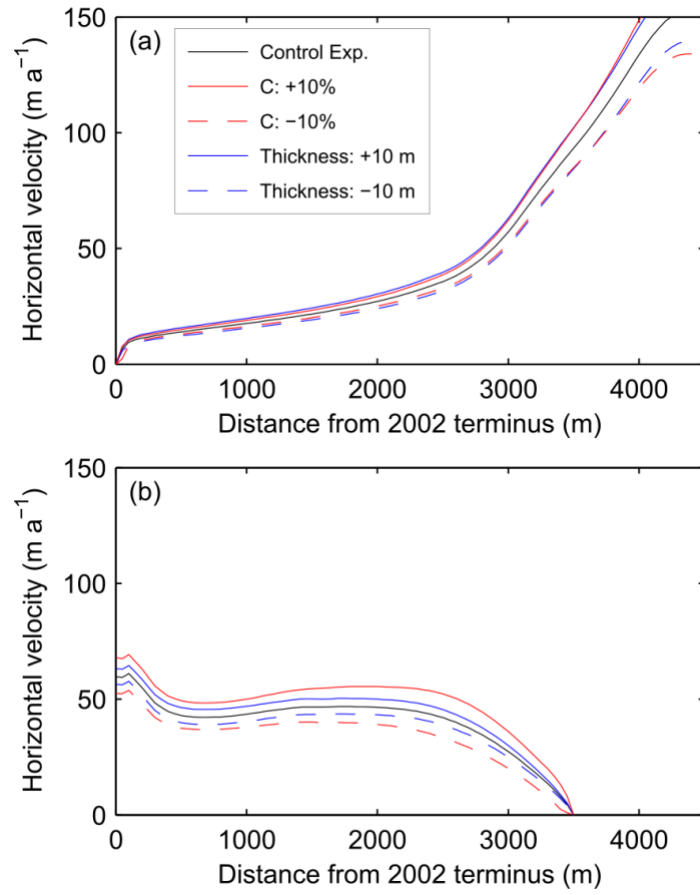 150
(a)
Control Exp.
C: +10%
C: −10%
Thickness: +10 m
Thickness: −10 m
100
50
0
Horizontal velocity (m a⁻¹)
0 1000 2000 3000 4000
Distance from 2002 terminus (m)
150
(b)
100
50
0
Horizontal velocity (m a⁻¹)
0 1000 2000 3000 4000
Distance from 2002 terminus (m)